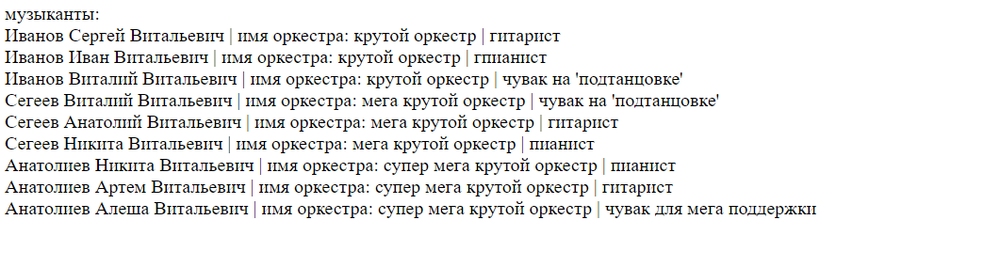 музыканты:
Иванов Сергей Витальевич | имя оркестра: крутой оркестр | гитарист
Иванов Иван Витальевич | имя оркестра: крутой оркестр | гпианист
Иванов Виталий Витальевич | имя оркестра: крутой оркестр | чувак на 'подтанцовке'
Сегеев Виталий Витальевич | имя оркестра: мега крутой оркестр | чувак на 'подтанцовке'
Сегеев Анатолий Витальевич | имя оркестра: мега крутой оркестр | гитарист
Сегеев Никита Витальевич | имя оркестра: мега крутой оркестр | пианист
Анатолиев Никита Витальевич | имя оркестра: супер мега крутой оркестр | пианист
Анатолиев Артем Витальевич | имя оркестра: супер мега крутой оркестр | гитарист
Анатолиев Алеша Витальевич | имя оркестра: супер мега крутой оркестр | чувак для мега поддержки